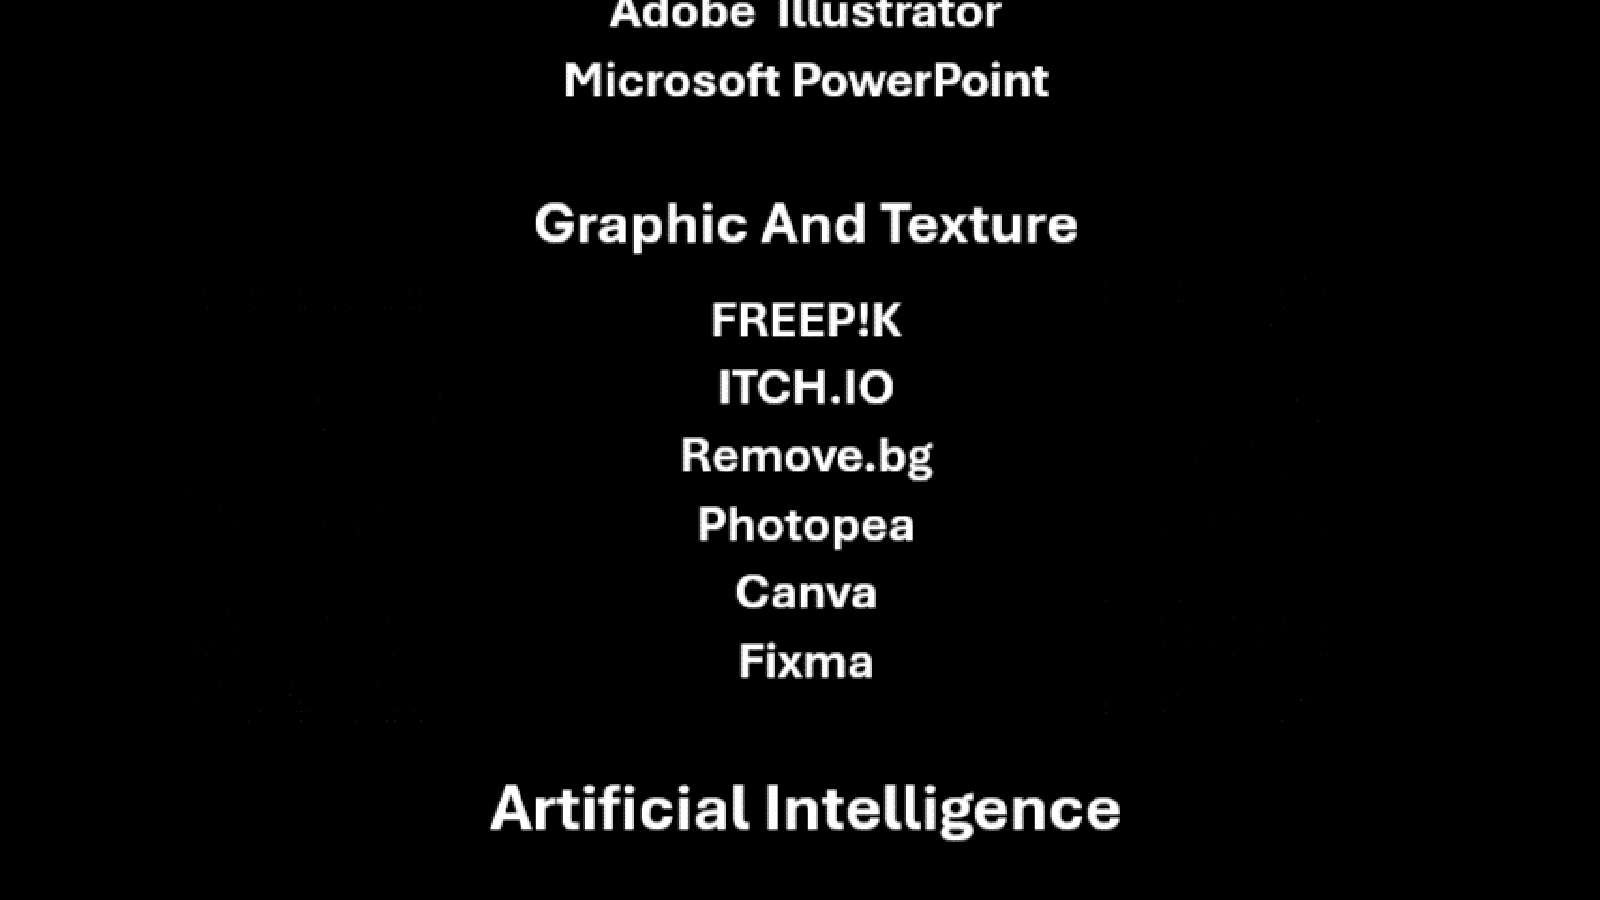 Adobe Illustrator
Microsoft PowerPoint
Graphic And Texture
FREEP!K
ITCH.IO
Remove.bg
Photopea
Canva
Fixma
Artificial Intelligence